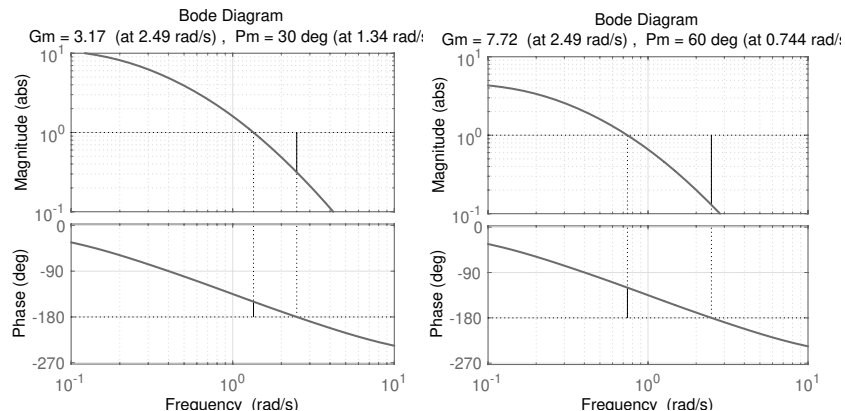 Bode Diagram
Gm = 3.17 (at 2.49 rad/s) , Pm = 30 deg (at 1.34 rad/s
10^1
10^0
10^-1
Magnitude (abs)
0
-90
-180
-270
Phase (deg)
10^-1 10^0 10^1
Frequency (rad/s)
Bode Diagram
Gm = 7.72 (at 2.49 rad/s) , Pm = 60 deg (at 0.744 rad/s
10^1
10^0
10^-1
Magnitude (abs)
0
-90
-180
-270
Phase (deg)
10^-1 10^0 10^1
Frequency (rad/s)